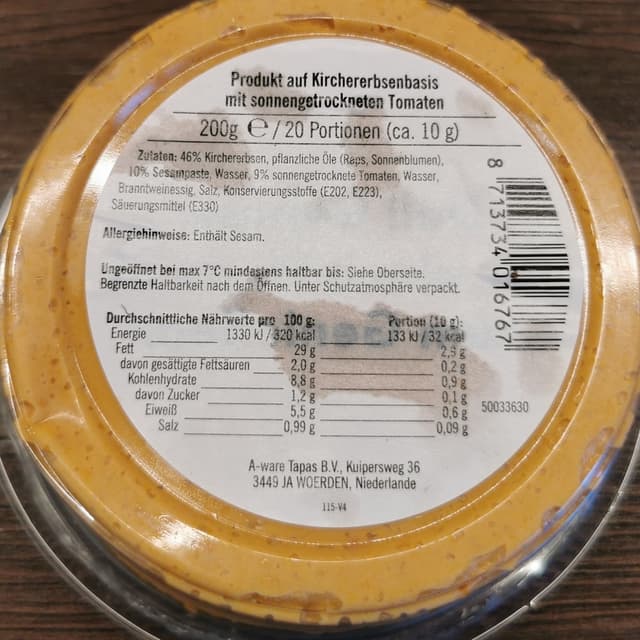 Produkt auf Kirchererbsenbasis
mit sonnengetrockneten Tomaten
200g ℮ / 20 Portionen (ca. 10 g)
Zutaten: 46% Kirchererbsen, pflanzliche Öle (Raps, Sonnenblumen),
10% Sesampaste, Wasser, 9% sonnengetrocknete Tomaten, Wasser,
Branntweinessig, Salz, Konservierungsstoffe (E202, E223),
Säuerungsmittel (E330)
Allergiehinweise: Enthält Sesam.
Ungeöffnet bei max 7°C mindestens haltbar bis: Siehe Oberseite.
Begrenzte Haltbarkeit nach dem Öffnen. Unter Schutzatmosphäre verpackt.
Durchschnittliche Nährwerte pro 100 g: Portion (10 g):
Energie 1330 kJ / 320 kcal 133 kJ / 32 kcal
Fett 29 g 2,9 g
davon gesättigte Fettsäuren 2,0 g 0,2 g
Kohlenhydrate 8,8 g 0,9 g
davon Zucker 1,2 g 0,1 g
Eiweiß 5,5 g 0,6 g
Salz 0,99 g 0,09 g
8 713734 016767
50033630
A-ware Tapas B.V., Kuipersweg 36
3449 JA WOERDEN, Niederlande
115-V4